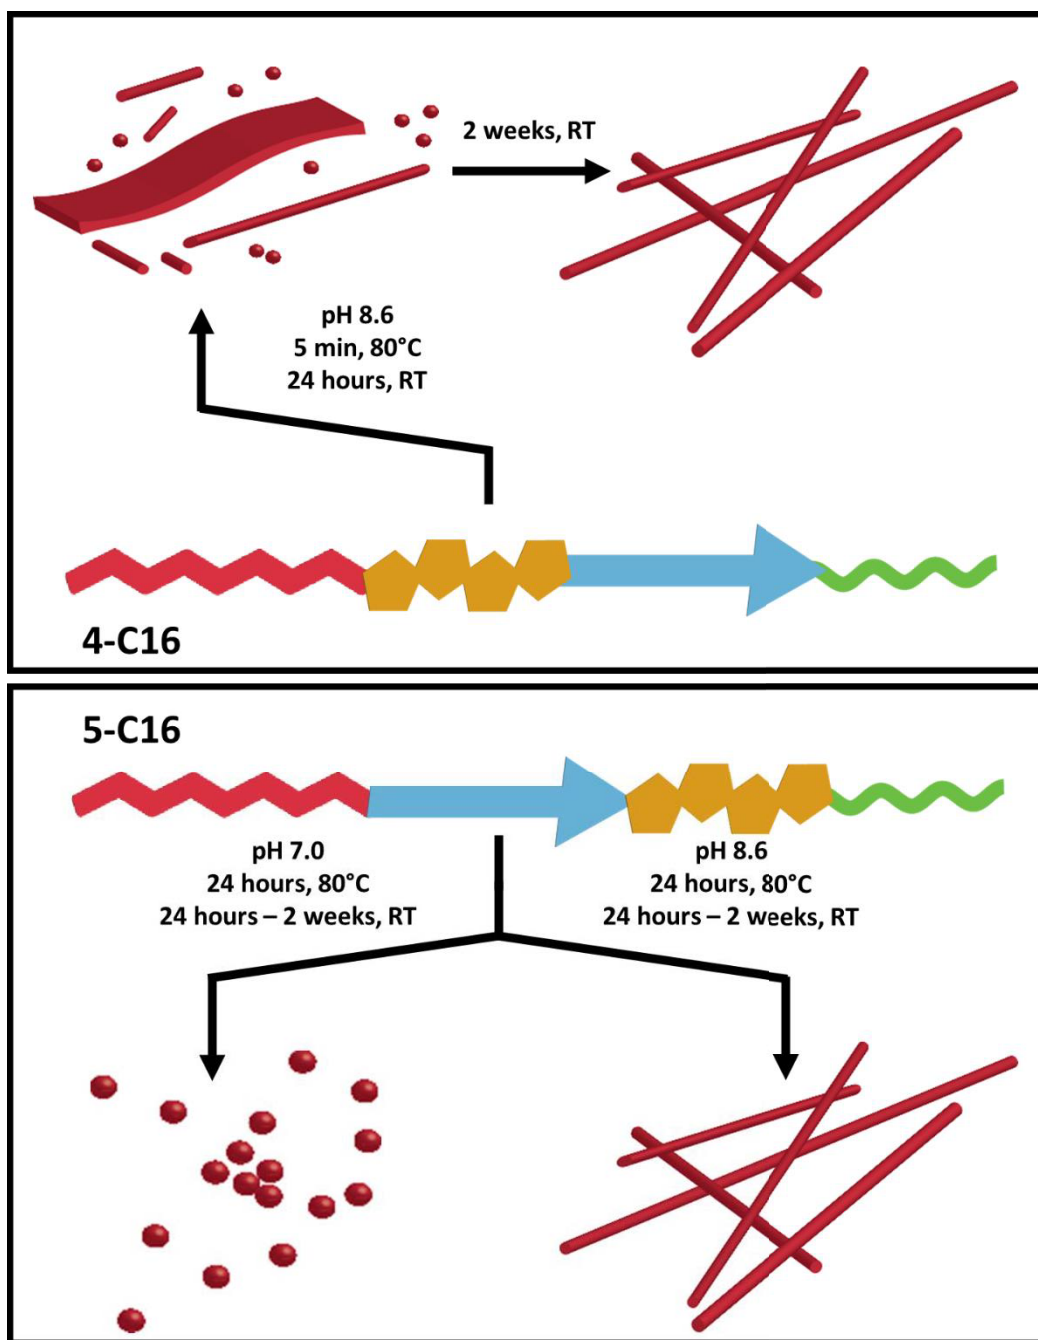 2 weeks, RT
pH 8.6
5 min, 80°C
24 hours, RT
4-C16
5-C16
pH 7.0
24 hours, 80°C
24 hours – 2 weeks, RT
pH 8.6
24 hours, 80°C
24 hours – 2 weeks, RT